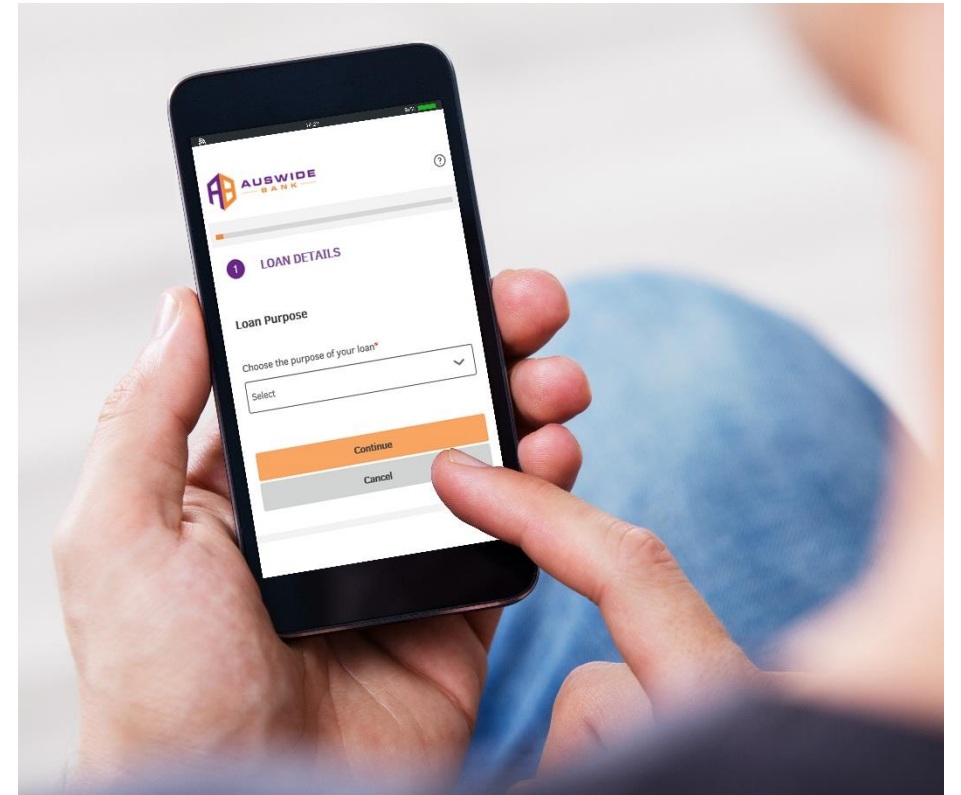 AUSWIDE
BANK
?
1 LOAN DETAILS
Loan Purpose
Choose the purpose of your loan*
Select
Continue
Cancel